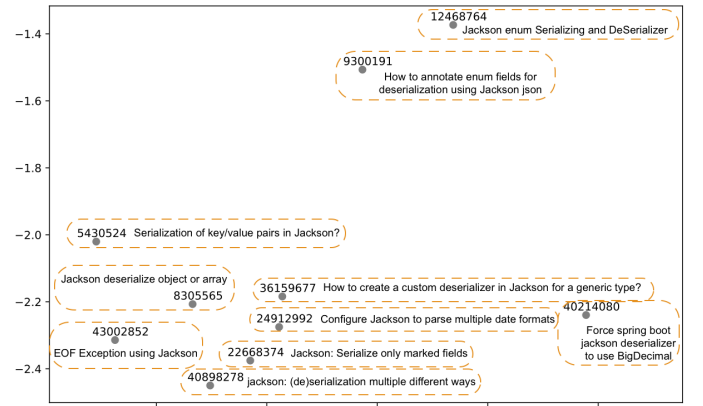 −1.4
12468764
Jackson enum Serializing and DeSerializer
9300191
How to annotate enum fields for
deserialization using Jackson json
−1.6
−1.8
−2.0
5430524 Serialization of key/value pairs in Jackson?
Jackson deserialize object or array
8305565
36159677 How to create a custom deserializer in Jackson for a generic type?
−2.2
24912992 Configure Jackson to parse multiple date formats
40214080
Force spring boot
jackson deserializer
to use BigDecimal
43002852
EOF Exception using Jackson
22668374 Jackson: Serialize only marked fields
−2.4
40898278 jackson: (de)serialization multiple different ways